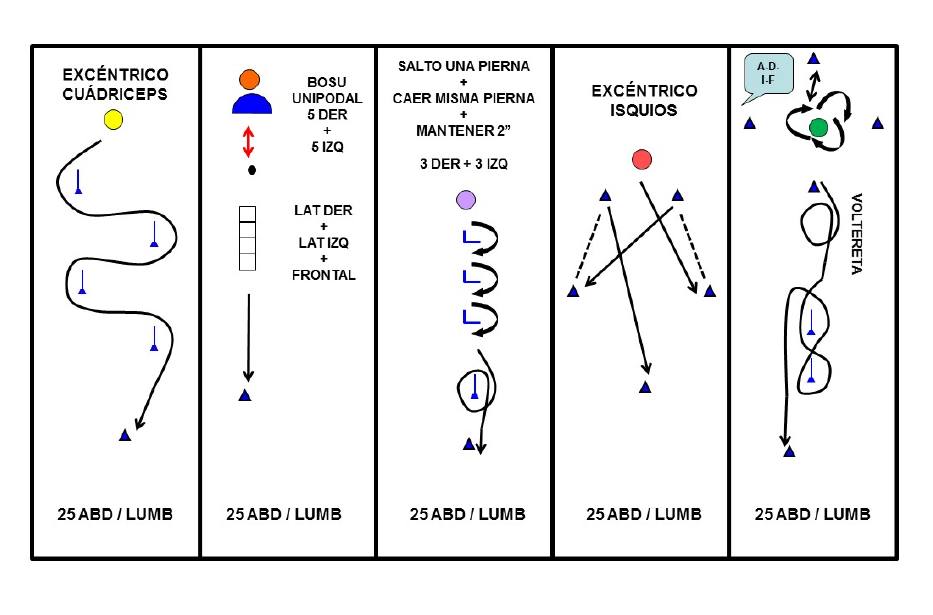 EXCÉNTRICO
CUÁDRICEPS
25 ABD / LUMB
BOSU
UNIPODAL
5 DER
+
5 IZQ
LAT DER
+
LAT IZQ
+
FRONTAL
25 ABD / LUMB
SALTO UNA PIERNA
+
CAER MISMA PIERNA
+
MANTENER 2”
3 DER + 3 IZQ
25 ABD / LUMB
EXCÉNTRICO
ISQUIOS
25 ABD / LUMB
A-D-
I-F
VOLTERETA
25 ABD / LUMB